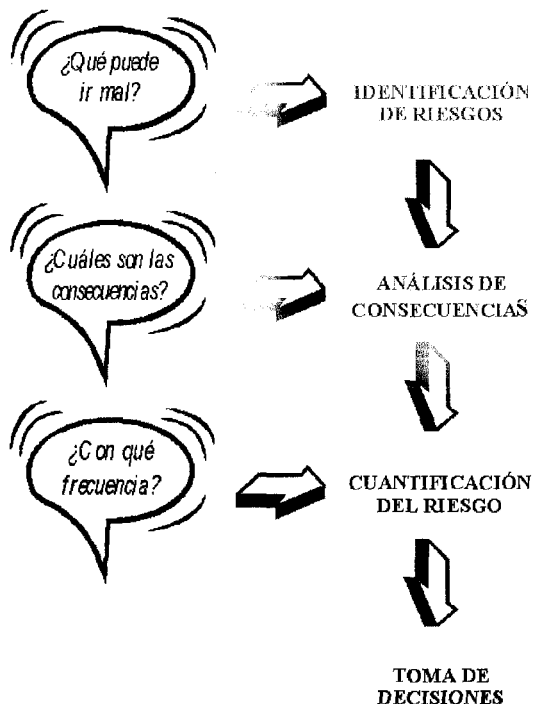 ¿Qué puede
ir mal?
IDENTIFICACIÓN
DE RIESGOS
¿Cuáles son las
consecuencias?
ANÁLISIS DE
CONSECUENCIAS
¿Con qué
frecuencia?
CUANTIFICACIÓN
DEL RIESGO
TOMA DE
DECISIONES